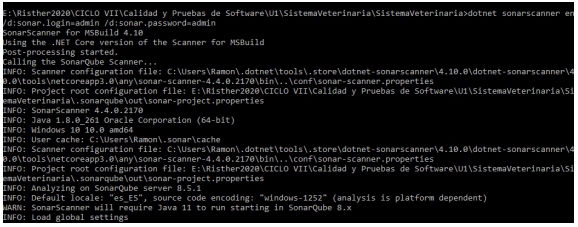 E:\Risther2020\CICLO VII\Calidad y Pruebas de Software\U1\SistemaVeterinaria\SistemaVeterinaria>dotnet sonarscanner en
/d:sonar.login=admin /d:sonar.password=admin
SonarScanner for MSBuild 4.10
Using the .NET Core version of the Scanner for MSBuild
Post-processing started.
Calling the SonarQube Scanner...
INFO: Scanner configuration file: C:\Users\Ramon\.dotnet\tools\.store\dotnet-sonarscanner\4.10.0\dotnet-sonarscanner\4
0.0\tools\netcoreapp3.0\any\sonar-scanner-4.4.0.2170\bin\..\conf\sonar-scanner.properties
INFO: Project root configuration file: E:\Risther2020\CICLO VII\Calidad y Pruebas de Software\U1\SistemaVeterinaria\Si
emaVeterinaria\.sonarqube\out\sonar-project.properties
INFO: SonarScanner 4.4.0.2170
INFO: Java 1.8.0_261 Oracle Corporation (64-bit)
INFO: Windows 10 10.0 amd64
INFO: User cache: C:\Users\Ramon\.sonar\cache
INFO: Scanner configuration file: C:\Users\Ramon\.dotnet\tools\.store\dotnet-sonarscanner\4.10.0\dotnet-sonarscanner\4
0.0\tools\netcoreapp3.0\any\sonar-scanner-4.4.0.2170\bin\..\conf\sonar-scanner.properties
INFO: Project root configuration file: E:\Risther2020\CICLO VII\Calidad y Pruebas de Software\U1\SistemaVeterinaria\Si
emaVeterinaria\.sonarqube\out\sonar-project.properties
INFO: Analyzing on SonarQube server 8.5.1
INFO: Default locale: "es_ES", source code encoding: "windows-1252" (analysis is platform dependent)
WARN: SonarScanner will require Java 11 to run starting in SonarQube 8.x
INFO: Load global settings